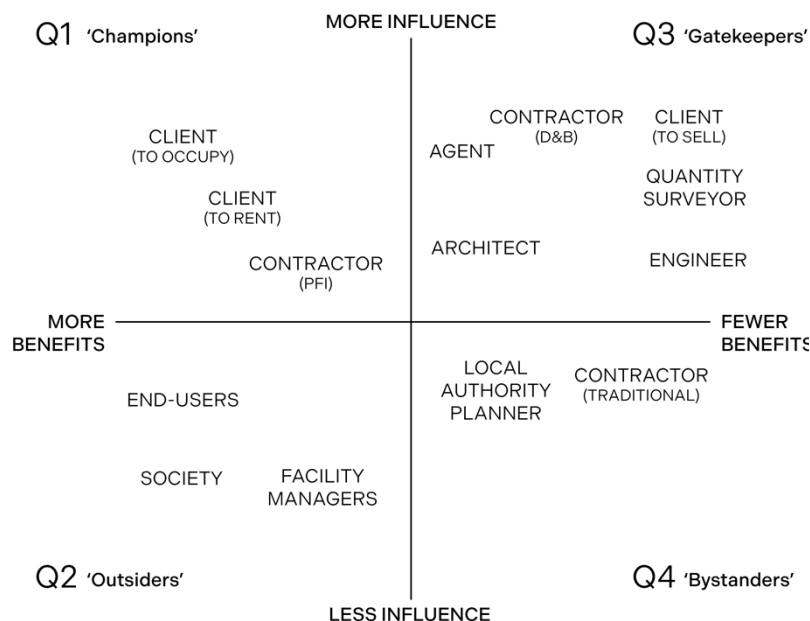 Q1 'Champions'
MORE INFLUENCE
Q3 'Gatekeepers'
CLIENT
(TO OCCUPY)
CLIENT
(TO RENT)
CONTRACTOR
(PFI)
AGENT
CONTRACTOR
(D&B)
CLIENT
(TO SELL)
QUANTITY
SURVEYOR
ARCHITECT
ENGINEER
MORE
BENEFITS
FEWER
BENEFITS
END-USERS
SOCIETY
FACILITY
MANAGERS
LOCAL
AUTHORITY
PLANNER
CONTRACTOR
(TRADITIONAL)
Q2 'Outsiders'
LESS INFLUENCE
Q4 'Bystanders'